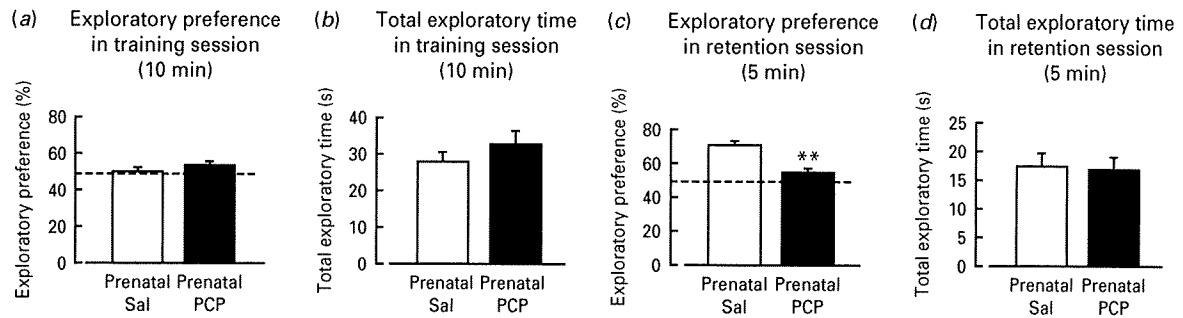 (a) Exploratory preference
in training session
(10 min)
Exploratory preference (%)
80
60
40
20
0
Prenatal Prenatal
Sal PCP
(b) Total exploratory time
in training session
(10 min)
Total exploratory time (s)
40
30
20
10
0
Prenatal Prenatal
Sal PCP
(c) Exploratory preference
in retention session
(5 min)
Exploratory preference (%)
80
60
40
20
0
**
Prenatal Prenatal
Sal PCP
(d) Total exploratory time
in retention session
(5 min)
Total exploratory time (s)
25
20
15
10
5
0
Prenatal Prenatal
Sal PCP